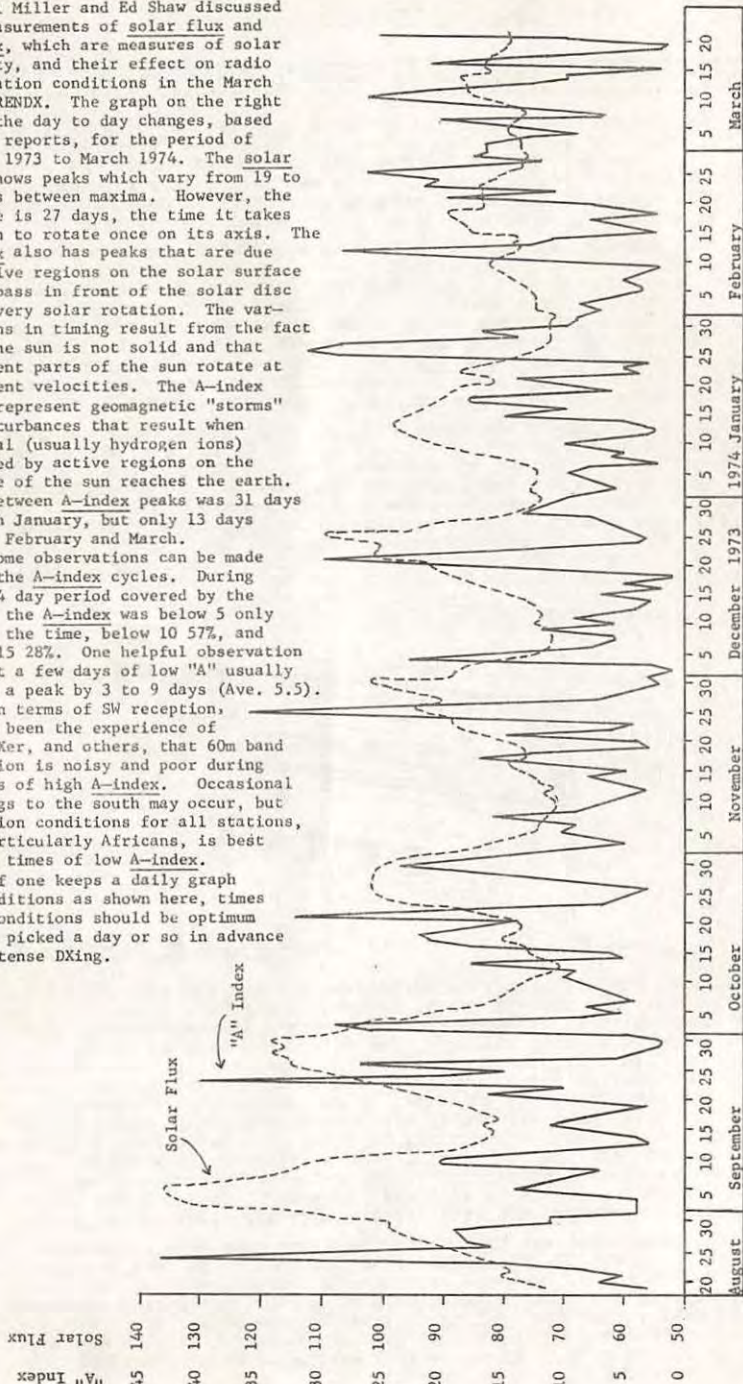 Miller and Ed Shaw discussed
surements of solar flux and
which are measures of solar
ty, and their effect on radio
ation conditions in the March
RENDX. The graph on the right
the day to day changes, based
reports, for the period of
1973 to March 1974. The solar
hows peaks which vary from 19 to
s between maxima. However, the
e is 27 days, the time it takes
n to rotate once on its axis. The
also has peaks that are due
ive regions on the solar surface
pass in front of the solar disc
very solar rotation. The var-
ns in timing result from the fact
he sun is not solid and that
ent parts of the sun rotate at
ent velocities. The A-index
represent geomagnetic "storms"
turbances that result when
al (usually hydrogen ions)
ed by active regions on the
e of the sun reaches the earth.
etween A-index peaks was 31 days
n January, but only 13 days
February and March.
ome observations can be made
the A-index cycles. During
4 day period covered by the
the A-index was below 5 only
the time, below 10 57%, and
15 28%. One helpful observation
t a few days of low "A" usually
a peak by 3 to 9 days (Ave. 5.5).
n terms of SW reception,
been the experience of
Ker, and others, that 60m band
ion is noisy and poor during
s of high A-index. Occasional
gs to the south may occur, but
ion conditions for all stations,
rticularly Africans, is best
times of low A-index.
f one keeps a daily graph
ditions as shown here, times
onditions should be optimum
picked a day or so in advance
tense DXing.
Solar Flux
"A" Index
Solar Flux
140 130 120 110 100 90 80 70 60 50
"A" Index
45 40 35 30 25 20 15 10 5 0
20 25 30 5 10 15 20 25 30 5 10 15 20 25 30 5 10 15 20 25 30 5 10 15 20 25 30 5 10 15 20 25 30 5 10 15 20 25 5 10 15 20
August September October November December 1973 1974 January February March